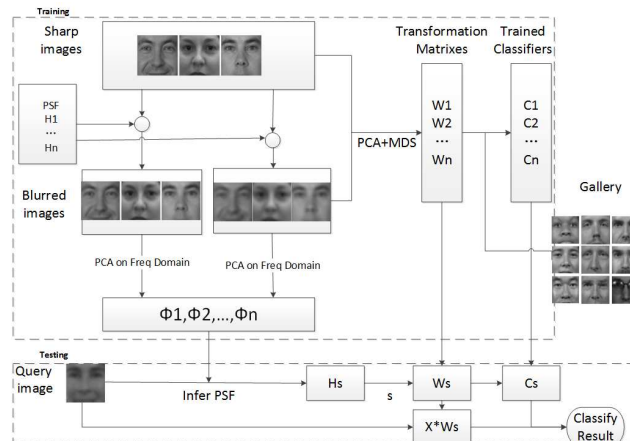 Training
Sharp
images
Transformation
Matrixes
Trained
Classifiers
PSF
H1
...
Hn
W1
W2
...
Wn
C1
C2
...
Cn
PCA+MDS
Gallery
Blurred
images
PCA on Freq Domain
PCA on Freq Domain
Φ1,Φ2,...,Φn
Testing
Query
image
Infer PSF
Hs
s
Ws
Cs
X*Ws
Classify
Result